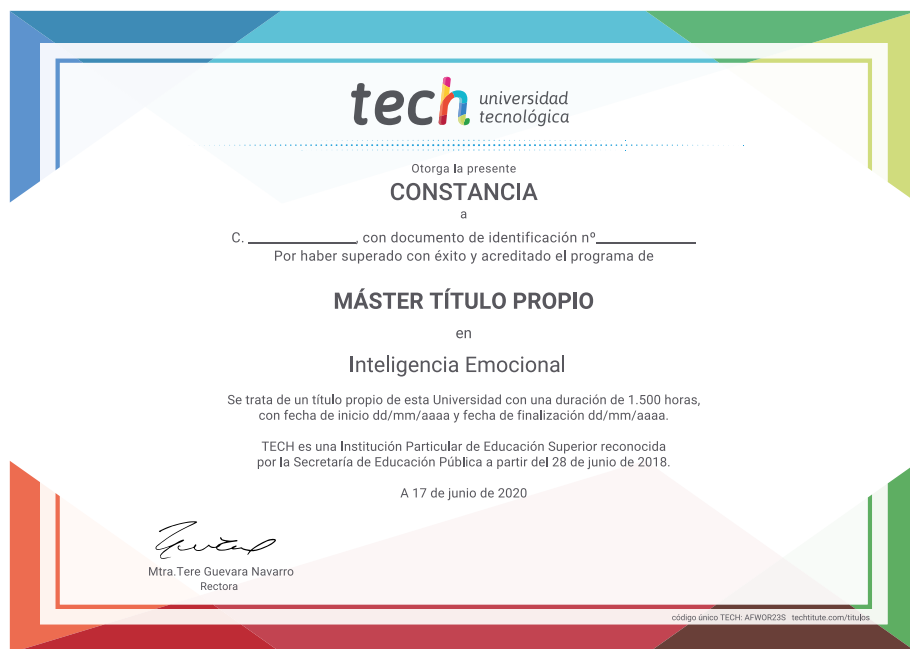 tech universidad
tecnológica
Otorga la presente
CONSTANCIA
a
C. ____________, con documento de identificación nº____________
Por haber superado con éxito y acreditado el programa de
MÁSTER TÍTULO PROPIO
en
Inteligencia Emocional
Se trata de un título propio de esta Universidad con una duración de 1.500 horas,
con fecha de inicio dd/mm/aaaa y fecha de finalización dd/mm/aaaa.
TECH es una Institución Particular de Educación Superior reconocida
por la Secretaría de Educación Pública a partir del 28 de junio de 2018.
A 17 de junio de 2020
Mtra.Tere Guevara Navarro
Rectora
código único TECH: AFWOR23S techtitute.com/titulos